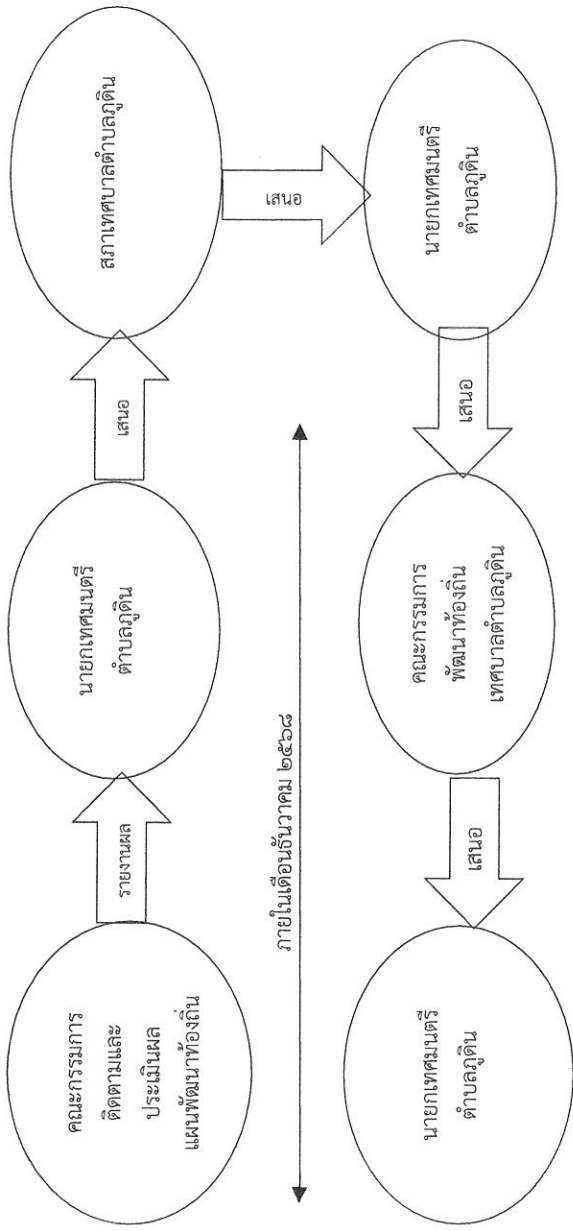 คณะกรรมการ
ติดตามและ
ประเมินผล
แผนพัฒนาท้องถิ่น
รายงานผล
นายกเทศมนตรี
ตำบลภูดิน
เสนอ
สภาเทศบาลตำบลภูดิน
เสนอ
นายกเทศมนตรี
ตำบลภูดิน
เสนอ
คณะกรรมการ
พัฒนาท้องถิ่น
เทศบาลตำบลภูดิน
เสนอ
นายกเทศมนตรี
ตำบลภูดิน
ภายในเดือนธันวาคม ๒๕๖๘